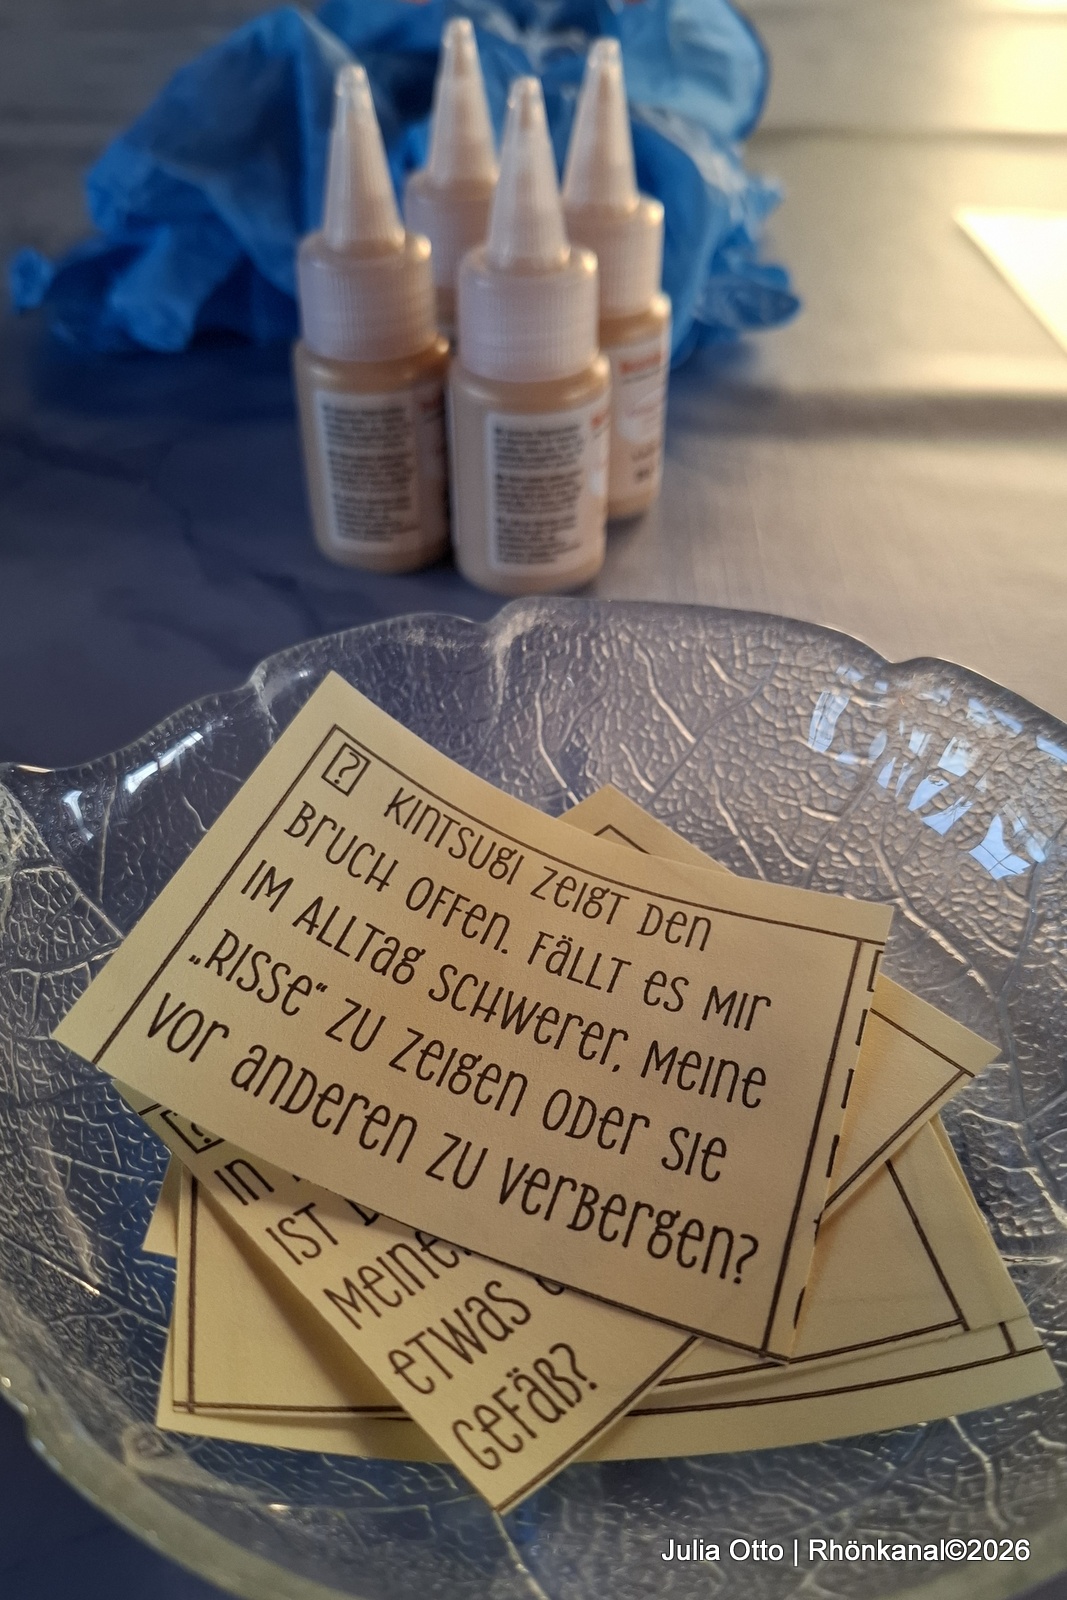 ? KINTSUGI ZEIGT DEN
BRUCH OFFEN. FÄLLT ES MIR
IM ALLTAG SCHWERER, MEINE
„RISSE“ ZU ZEIGEN ODER SIE
VOR ANDEREN ZU VERBERGEN?
?
IN
IST
MEINE
ETWAS
GEFÄß?
Julia Otto | Rhönkanal©2026